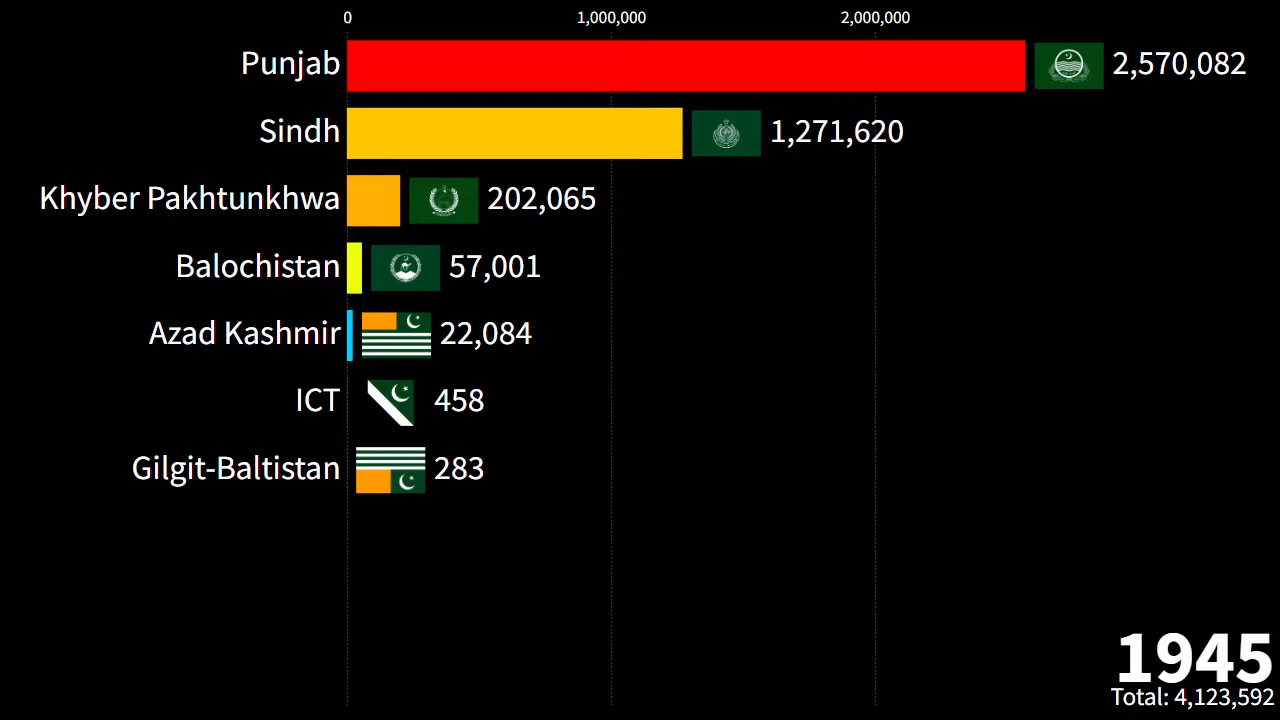 0 1,000,000 2,000,000
Punjab 2,570,082
Sindh 1,271,620
Khyber Pakhtunkhwa 202,065
Balochistan 57,001
Azad Kashmir 22,084
ICT 458
Gilgit-Baltistan 283
1945
Total: 4,123,592